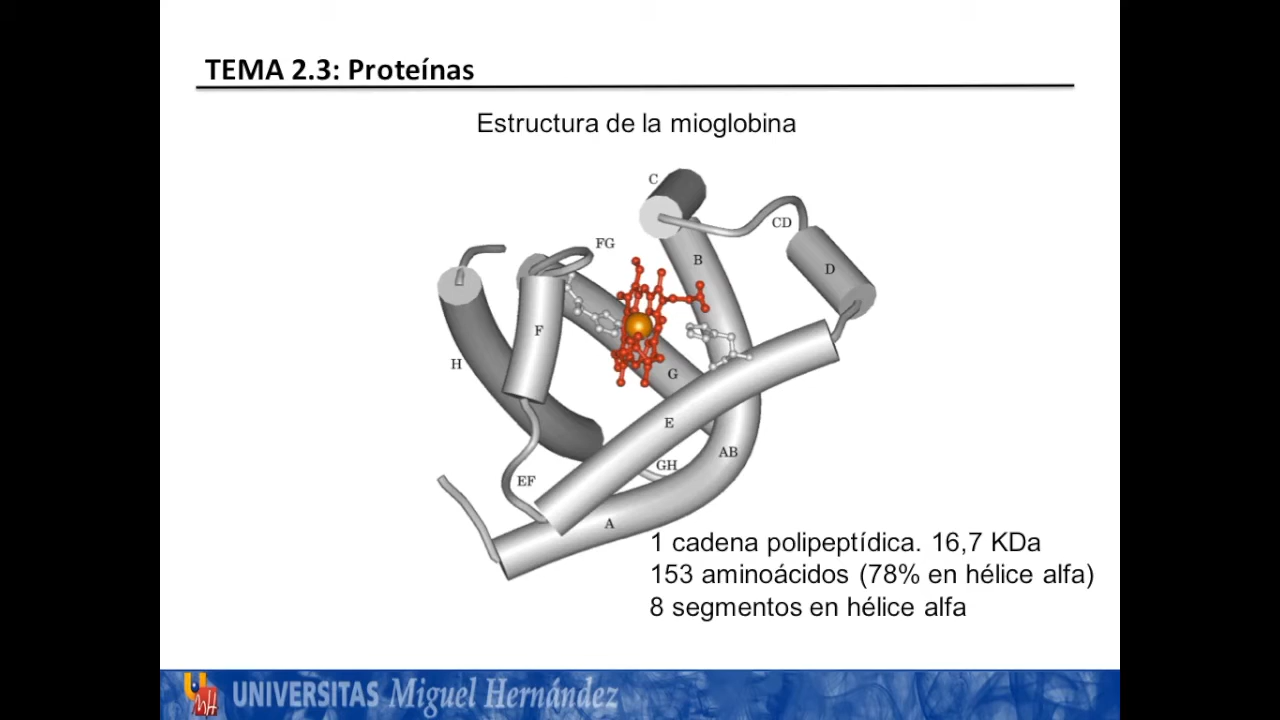 TEMA 2.3: Proteínas
Estructura de la mioglobina
C
CD
FG
B
D
F
H
G
E
AB
GH
EF
A
1 cadena polipeptídica. 16,7 KDa
153 aminoácidos (78% en hélice alfa)
8 segmentos en hélice alfa
UNIVERSITAS Miguel Hernández